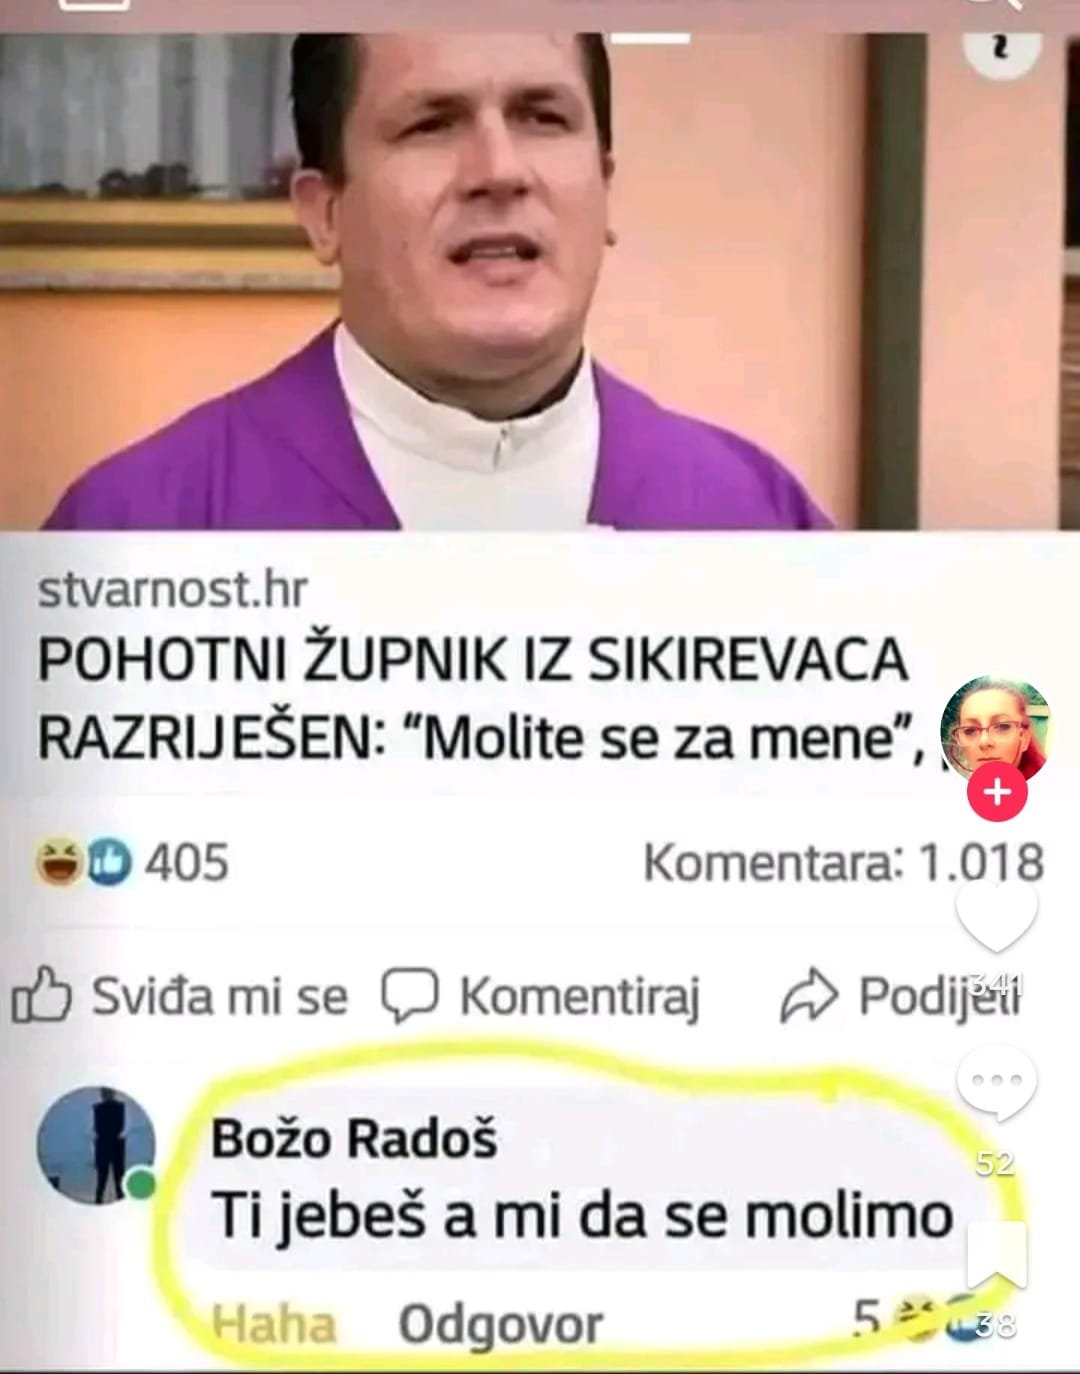 stvarnost.hr
POHOTNI ŽUPNIK IZ SIKIREVACA
RAZRIJEŠEN: “Molite se za mene”,
405
Komentara: 1.018
Sviđa mi se
Komentiraj
Podijeli
341
Božo Radoš
Ti jebeš a mi da se molimo
52
Haha
Odgovor
5
38